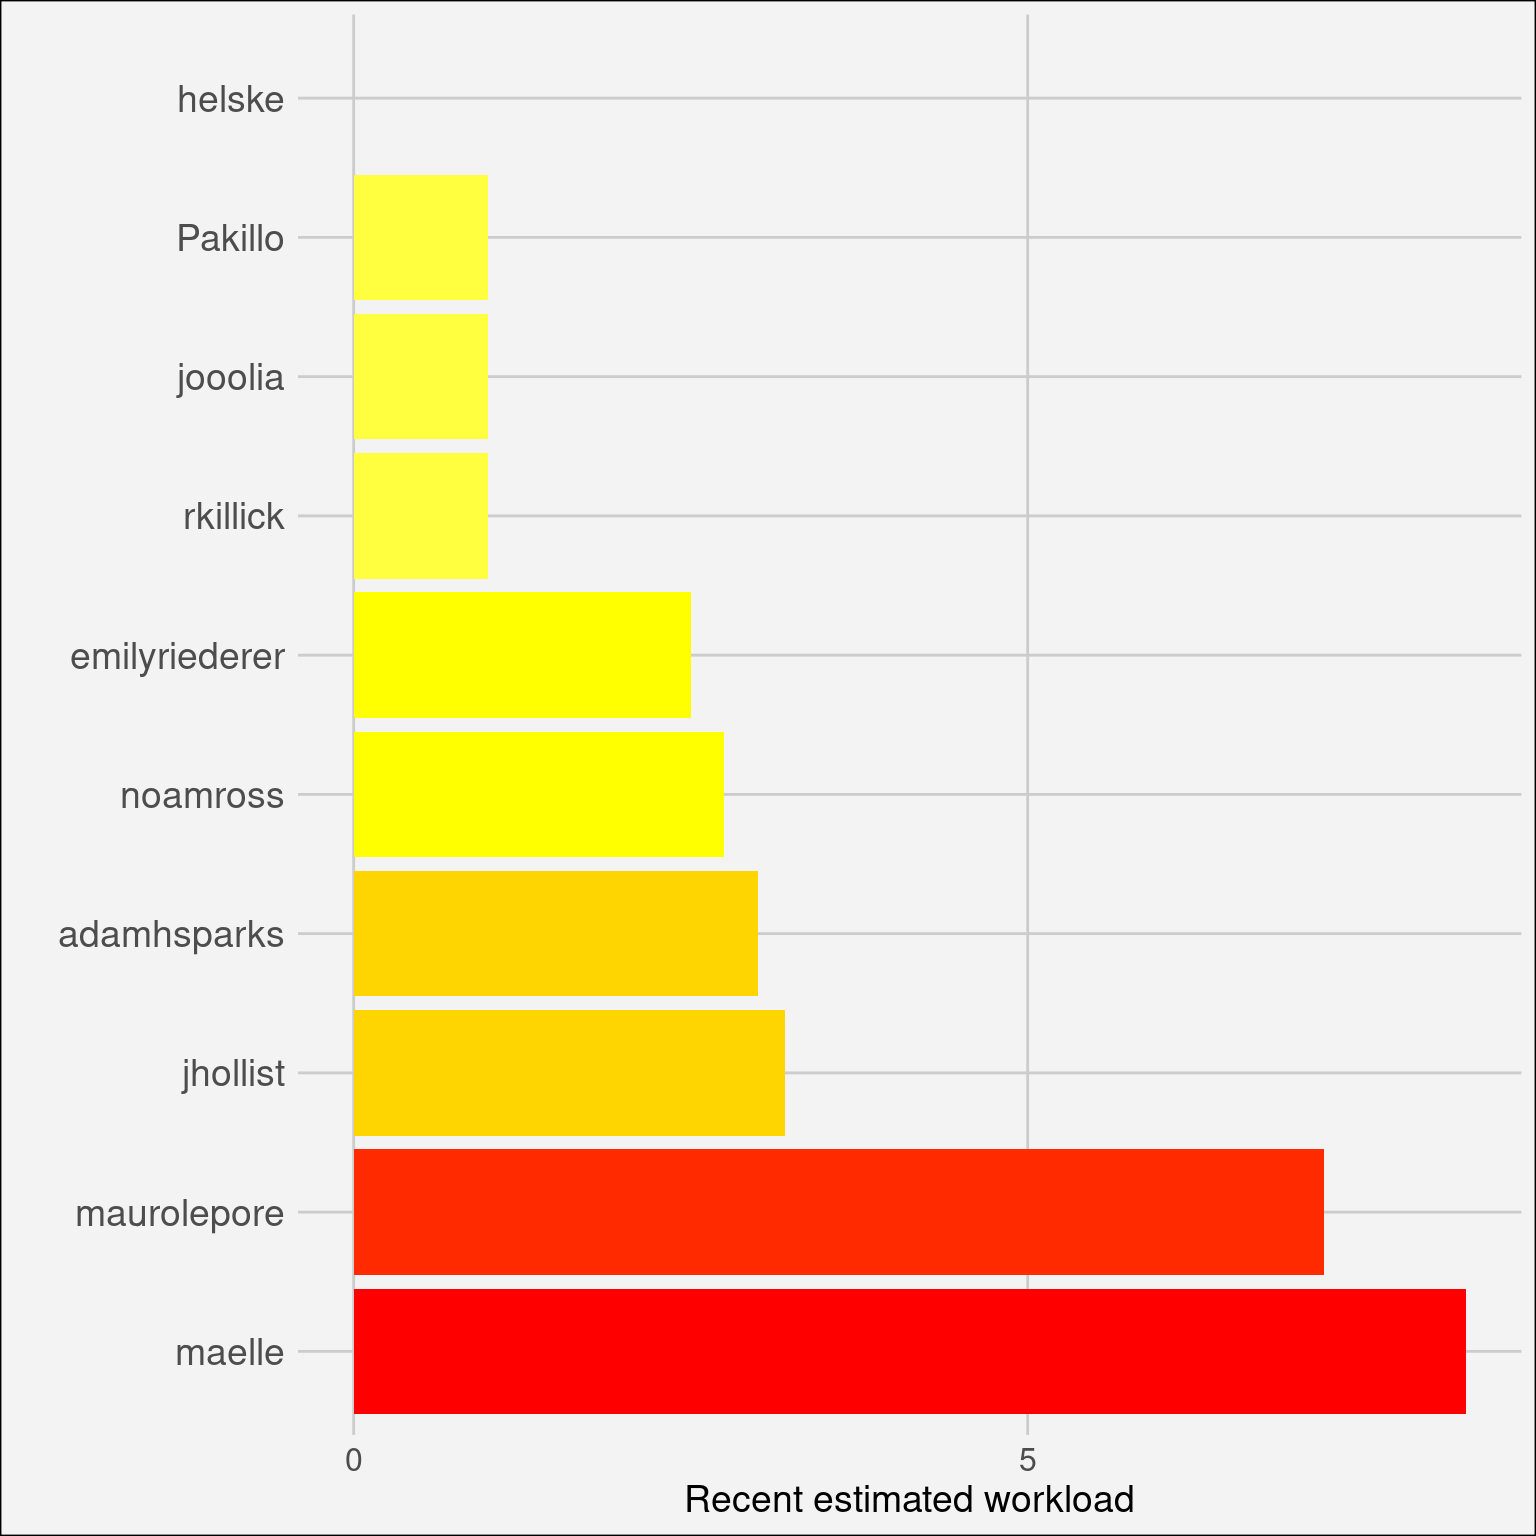 helske
Pakillo
jooolia
rkillick
emilyriederer
noamross
adamhsparks
jhollist
maurolepore
maelle
0 5
Recent estimated workload